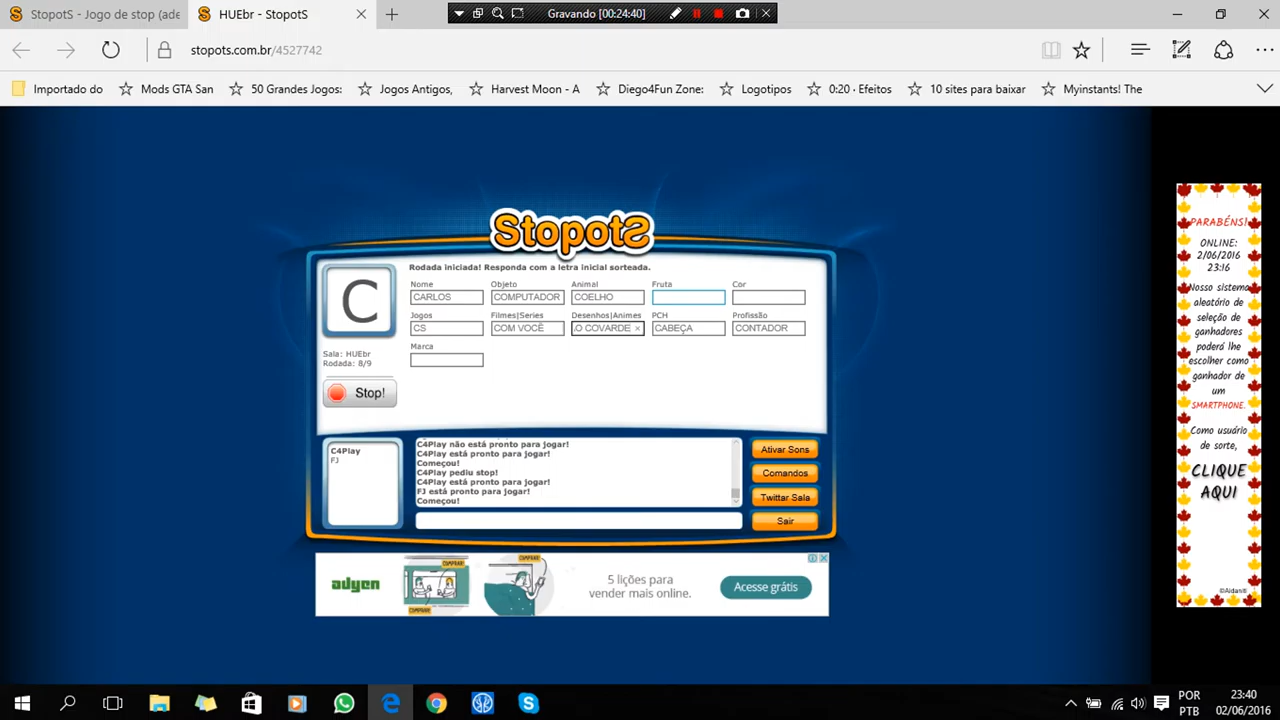 StopotS - Jogo de stop (ade
HUEbr - StopotS
Gravando [00:24:40]
stopots.com.br/4527742
Importado do
Mods GTA San
50 Grandes Jogos:
Jogos Antigos,
Harvest Moon - A
Diego4Fun Zone:
Logotipos
0:20 · Efeitos
10 sites para baixar
Myinstants! The
StopotS
C
Rodada iniciada! Responda com a letra inicial sorteada.
Nome Objeto Animal Fruta Cor
CARLOS COMPUTADOR COELHO
Jogos Filmes|Series Desenhos|Animes PCH Profissão
CS COM VOCÊ .O COVARDE × CABEÇA CONTADOR
Marca
Sala: HUEbr
Rodada: 8/9
Stop!
C4Play
FJ
C4Play não está pronto para jogar!
C4Play está pronto para jogar!
Começou!
C4Play pediu stop!
C4Play está pronto para jogar!
FJ está pronto para jogar!
Começou!
Ativar Sons
Comandos
Twittar Sala
Sair
adyen
COMPRAR
COMPRAR
COMPRAR
5 lições para
vender mais online.
Acesse grátis
PARABÉNS!
ONLINE:
2/06/2016
23:16
Nosso sistema
aleatório de
seleção de
ganhadores
poderá lhe
escolher como
ganhador de
um
SMARTPHONE.
Como usuário
de sorte,
CLIQUE
AQUI
©Aidaniti
POR
PTB
23:40
02/06/2016